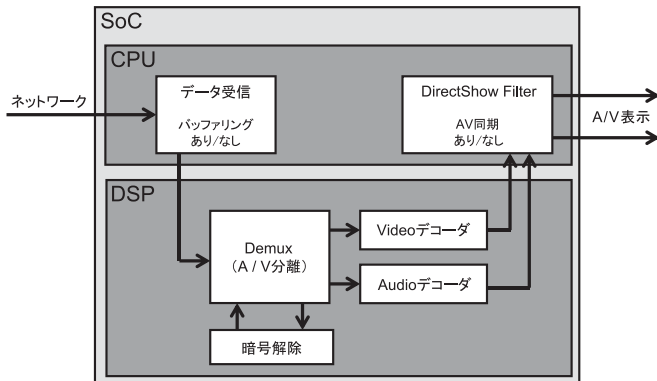 SoC
CPU
ネットワーク
データ受信
バッファリング
あり/なし
DirectShow Filter
AV同期
あり/なし
A/V表示
DSP
Demux
(A / V分離)
Videoデコーダ
Audioデコーダ
暗号解除